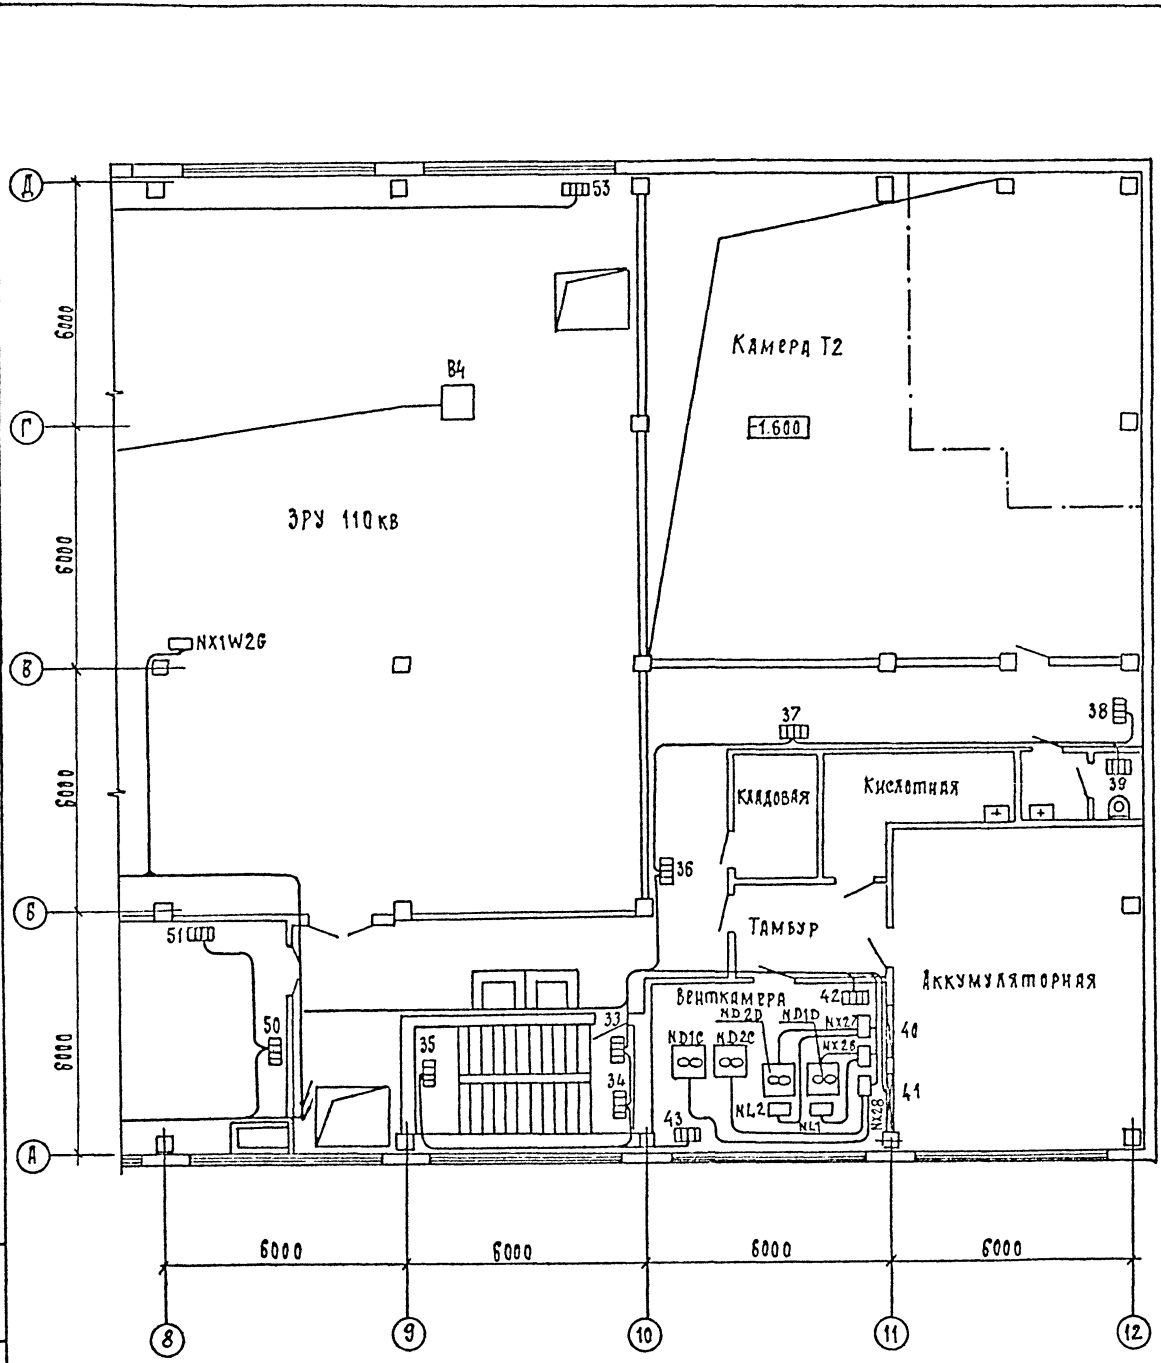 Д
53
6000
Камера Т2
В4
Г
-1.600
ЗРУ 110кв
6000
NX1W2G
В
38
37
6000
39
Кладовая
Кислотная
36
Б
51
Тамбур
Аккумуляторная
Венткамера
42
50
33
ND2D
ND1D
NX27
40
ND1C
ND2C
6000
35
NX26
34
41
NL2
43
NL1
NX28
А
6000
6000
6000
6000
8
9
10
11
12